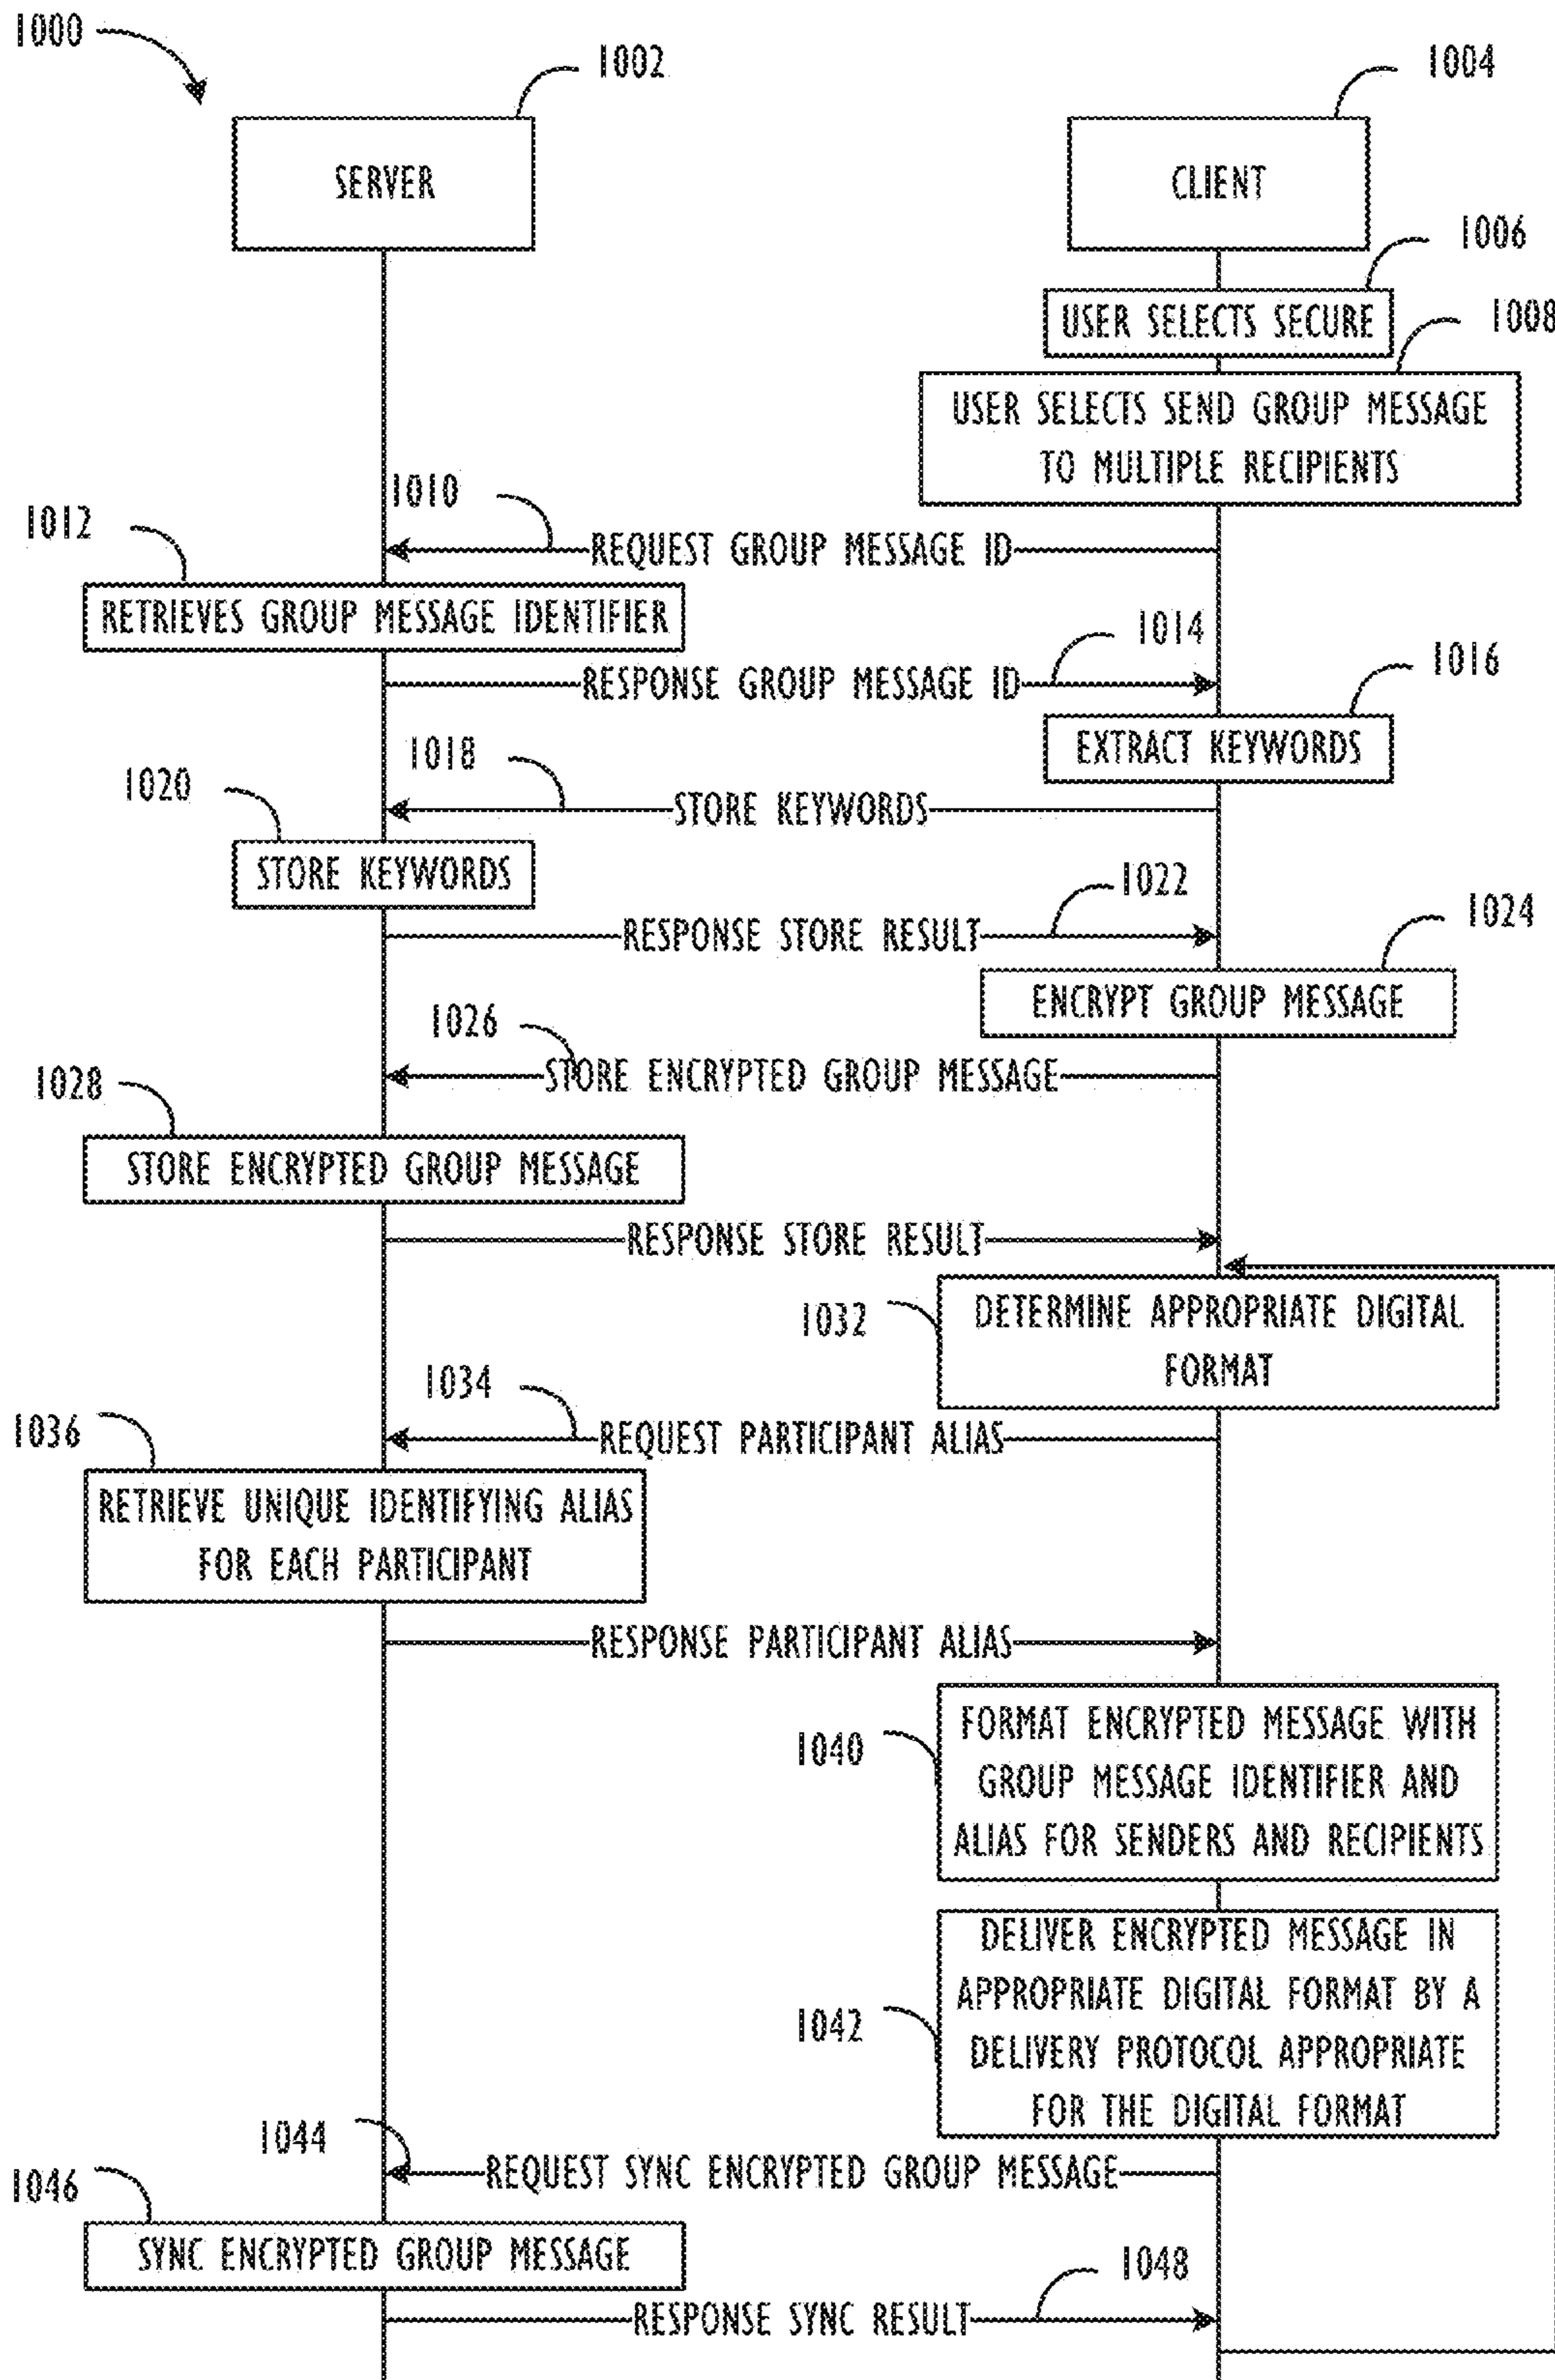 1000
1002
1004
SERVER
CLIENT
1006
USER SELECTS SECURE
1008
USER SELECTS SEND GROUP MESSAGE
TO MULTIPLE RECIPIENTS
1010
REQUEST GROUP MESSAGE ID
1012
RETRIEVES GROUP MESSAGE IDENTIFIER
1014
RESPONSE GROUP MESSAGE ID
1016
EXTRACT KEYWORDS
1018
STORE KEYWORDS
1020
STORE KEYWORDS
1022
RESPONSE STORE RESULT
1024
ENCRYPT GROUP MESSAGE
1026
STORE ENCRYPTED GROUP MESSAGE
1028
STORE ENCRYPTED GROUP MESSAGE
RESPONSE STORE RESULT
1032
DETERMINE APPROPRIATE DIGITAL
FORMAT
1034
REQUEST PARTICIPANT ALIAS
1036
RETRIEVE UNIQUE IDENTIFYING ALIAS
FOR EACH PARTICIPANT
RESPONSE PARTICIPANT ALIAS
1040
FORMAT ENCRYPTED MESSAGE WITH
GROUP MESSAGE IDENTIFIER AND
ALIAS FOR SENDERS AND RECIPIENTS
1042
DELIVER ENCRYPTED MESSAGE IN
APPROPRIATE DIGITAL FORMAT BY A
DELIVERY PROTOCOL APPROPRIATE
FOR THE DIGITAL FORMAT
1044
REQUEST SYNC ENCRYPTED GROUP MESSAGE
1046
SYNC ENCRYPTED GROUP MESSAGE
1048
RESPONSE SYNC RESULT